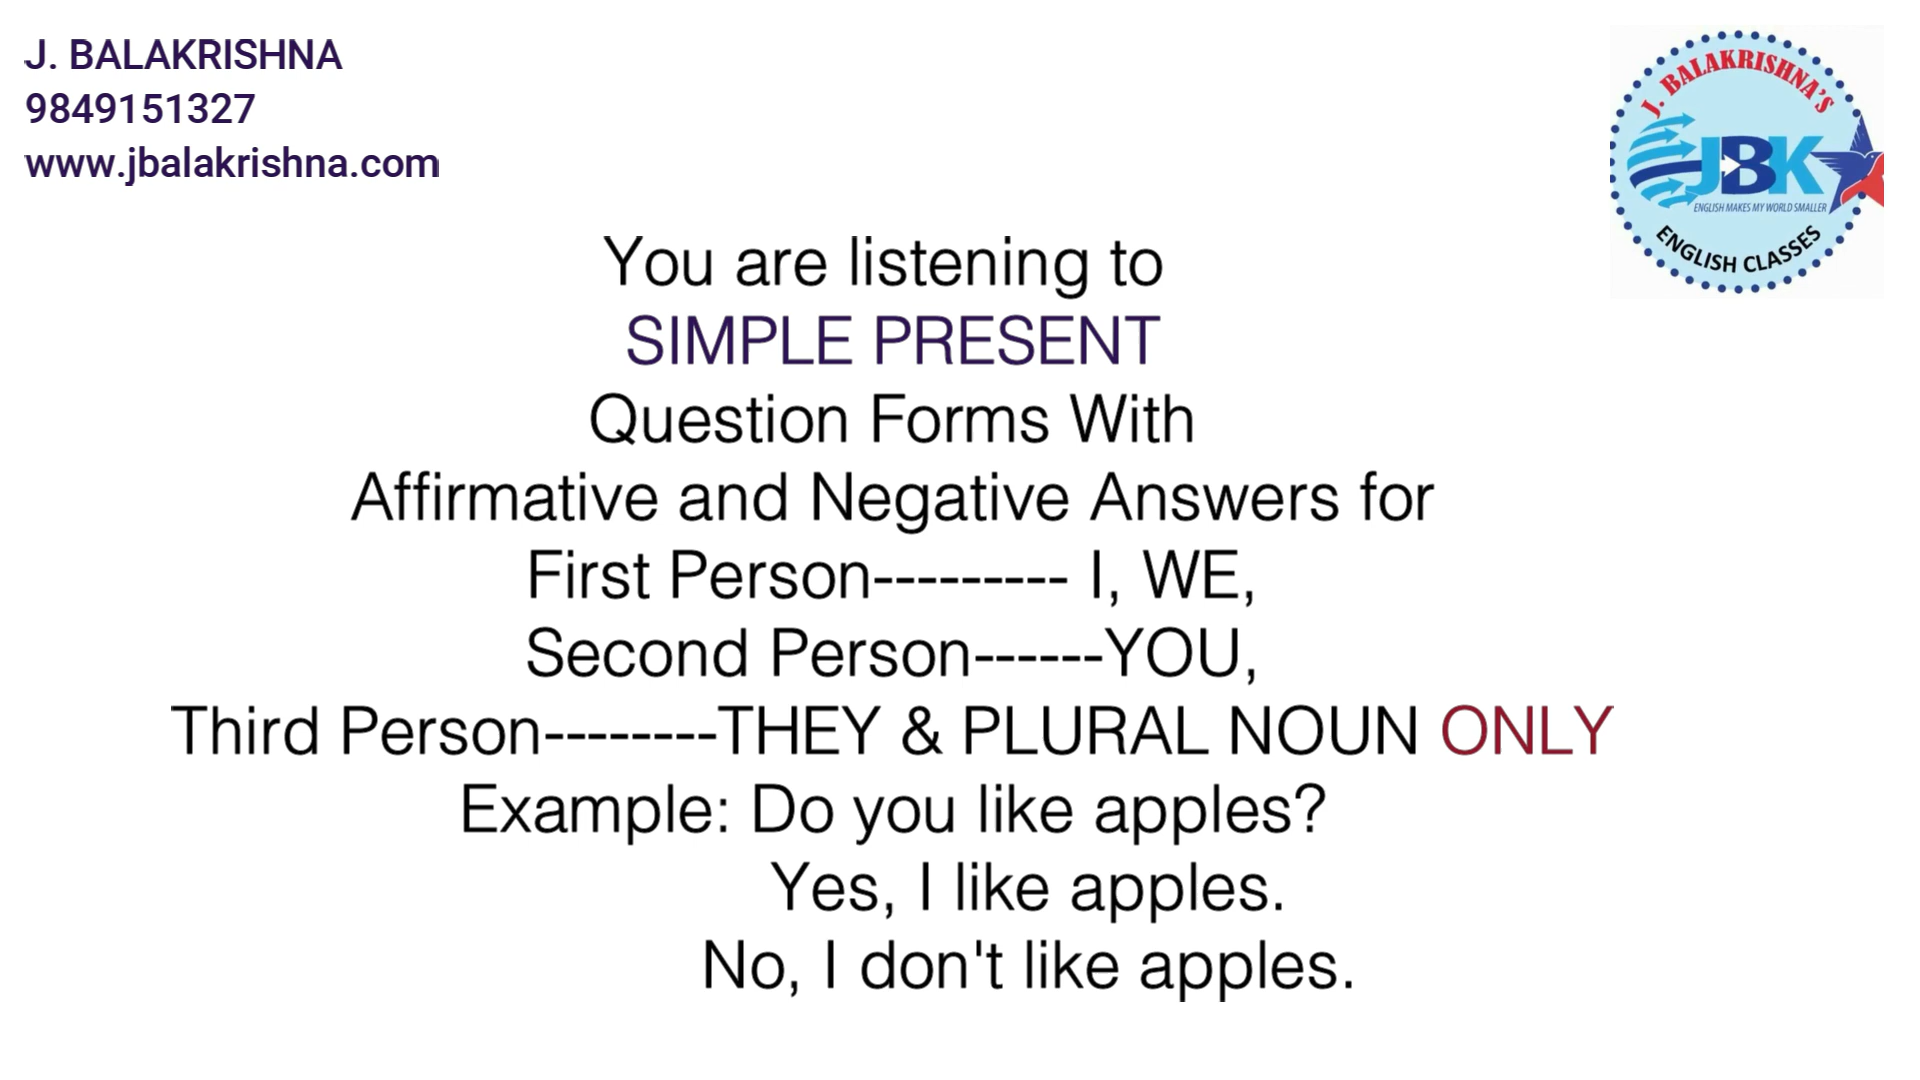 J. BALAKRISHNA
9849151327
www.jbalakrishna.com
J. BALAKRISHNA'S
JBK
ENGLISH MAKES MY WORLD SMALLER
ENGLISH CLASSES
You are listening to
SIMPLE PRESENT
Question Forms With
Affirmative and Negative Answers for
First Person--------- I, WE,
Second Person------YOU,
Third Person--------THEY & PLURAL NOUN ONLY
Example: Do you like apples?
Yes, I like apples.
No, I don't like apples.